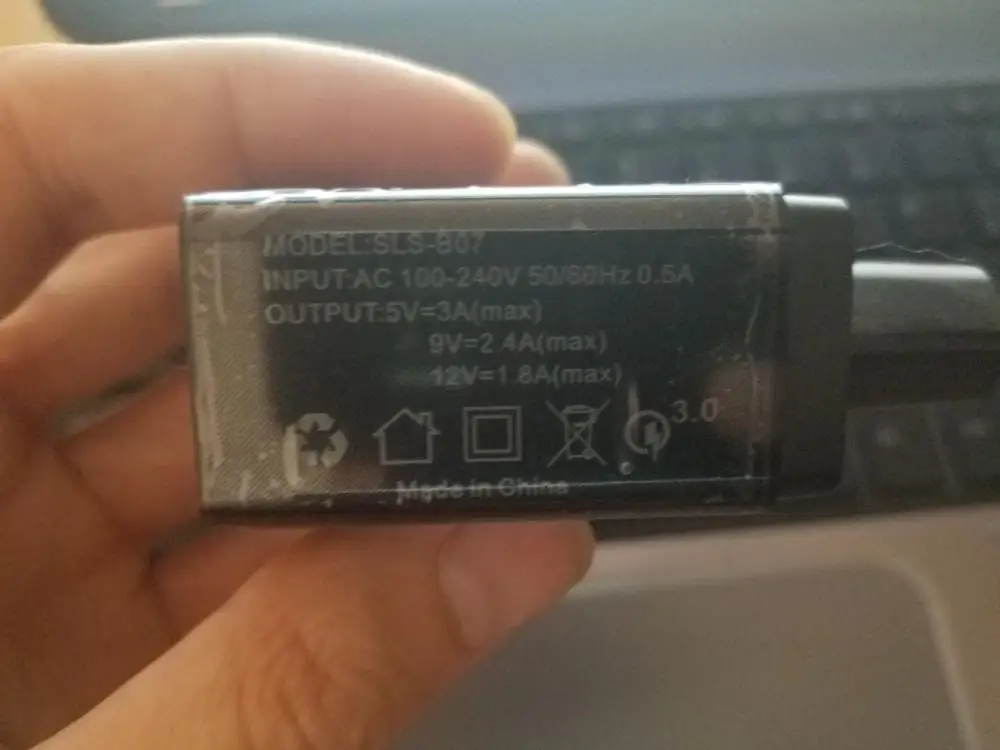 MODEL:SLS-B07
INPUT:AC 100-240V 50/60Hz 0.5A
OUTPUT:5V=3A(max)
9V=2.4A(max)
12V=1.8A(max)
3.0
Made in China